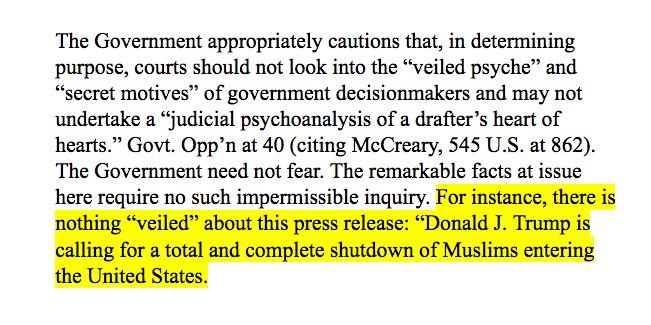 The Government appropriately cautions that, in determining
purpose, courts should not look into the “veiled psyche” and
“secret motives” of government decisionmakers and may not
undertake a “judicial psychoanalysis of a drafter’s heart of
hearts.” Govt. Opp’n at 40 (citing McCreary, 545 U.S. at 862).
The Government need not fear. The remarkable facts at issue
here require no such impermissible inquiry. For instance, there is
nothing “veiled” about this press release: “Donald J. Trump is
calling for a total and complete shutdown of Muslims entering
the United States.